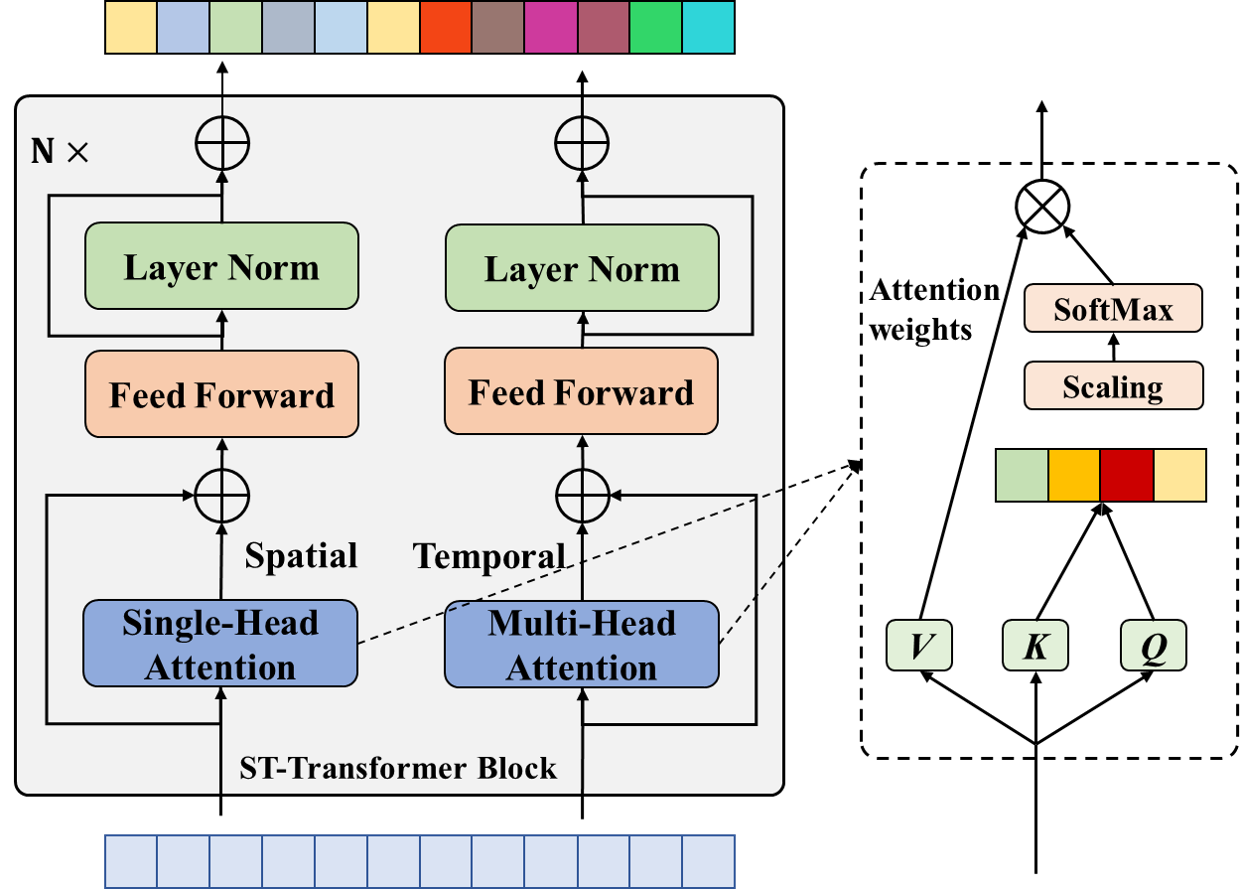 N ×
Layer Norm
Layer Norm
Feed Forward
Feed Forward
Spatial
Temporal
Single-Head
Attention
Multi-Head
Attention
ST-Transformer Block
Attention
weights
SoftMax
Scaling
V
K
Q